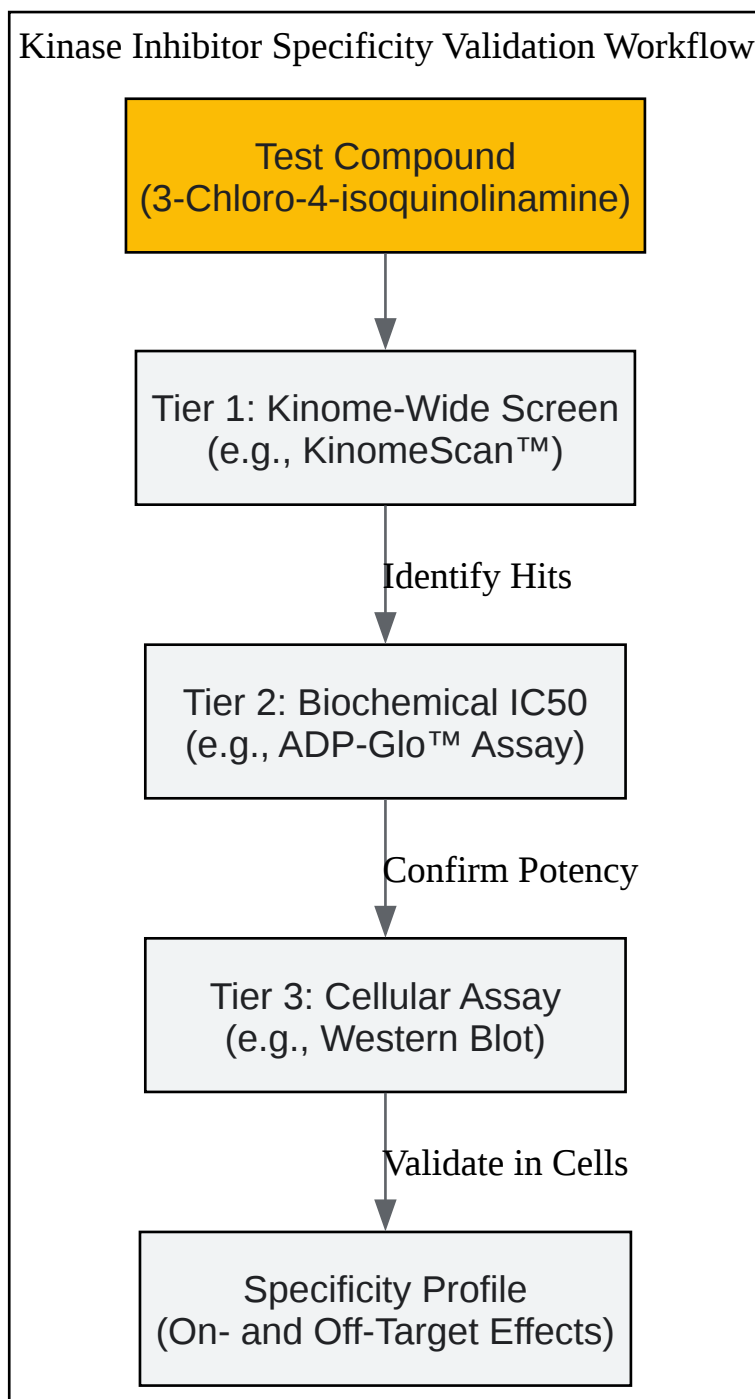 Kinase Inhibitor Specificity Validation Workflow
Test Compound
(3-Chloro-4-isoquinolinamine)
Tier 1: Kinome-Wide Screen
(e.g., KinomeScan™)
Identify Hits
Tier 2: Biochemical IC50
(e.g., ADP-Glo™ Assay)
Confirm Potency
Tier 3: Cellular Assay
(e.g., Western Blot)
Validate in Cells
Specificity Profile
(On- and Off-Target Effects)